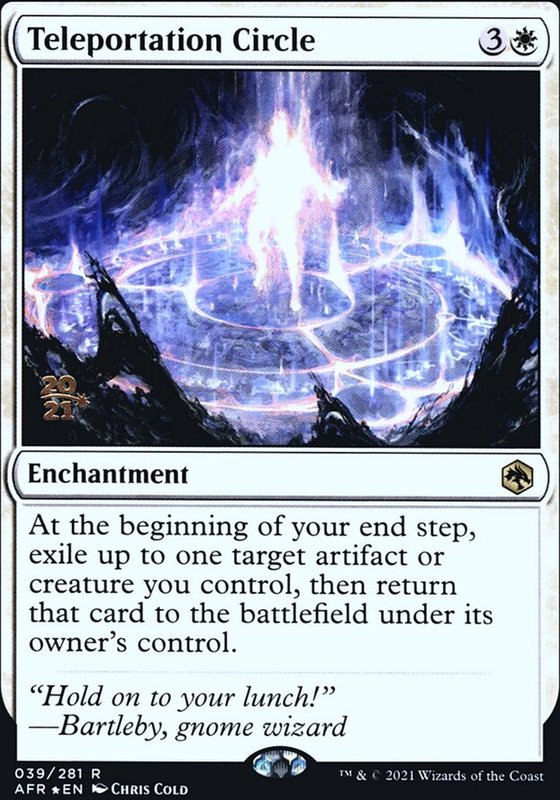 Teleportation Circle 3
20
21
Enchantment
At the beginning of your end step,
exile up to one target artifact or
creature you control, then return
that card to the battlefield under its
owner's control.
“Hold on to your lunch!”
—Bartleby, gnome wizard
039/281 R
AFR ★ EN Chris Cold
™ & © 2021 Wizards of the Coast